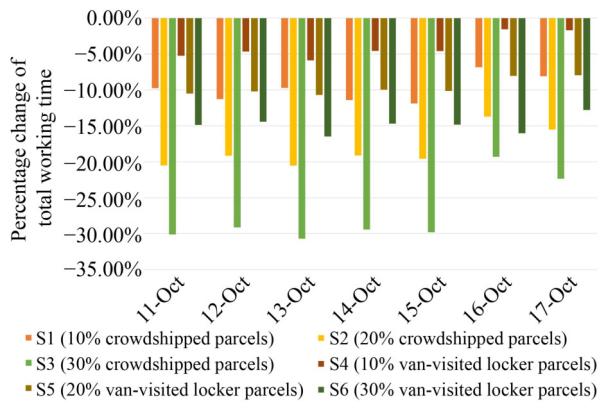 0.00%
−5.00%
−10.00%
−15.00%
−20.00%
−25.00%
−30.00%
−35.00%
Percentage change of
total working time
11-Oct 12-Oct 13-Oct 14-Oct 15-Oct 16-Oct 17-Oct
S1 (10% crowdshipped parcels) S2 (20% crowdshipped parcels)
S3 (30% crowdshipped parcels) S4 (10% van-visited locker parcels)
S5 (20% van-visited locker parcels) S6 (30% van-visited locker parcels)